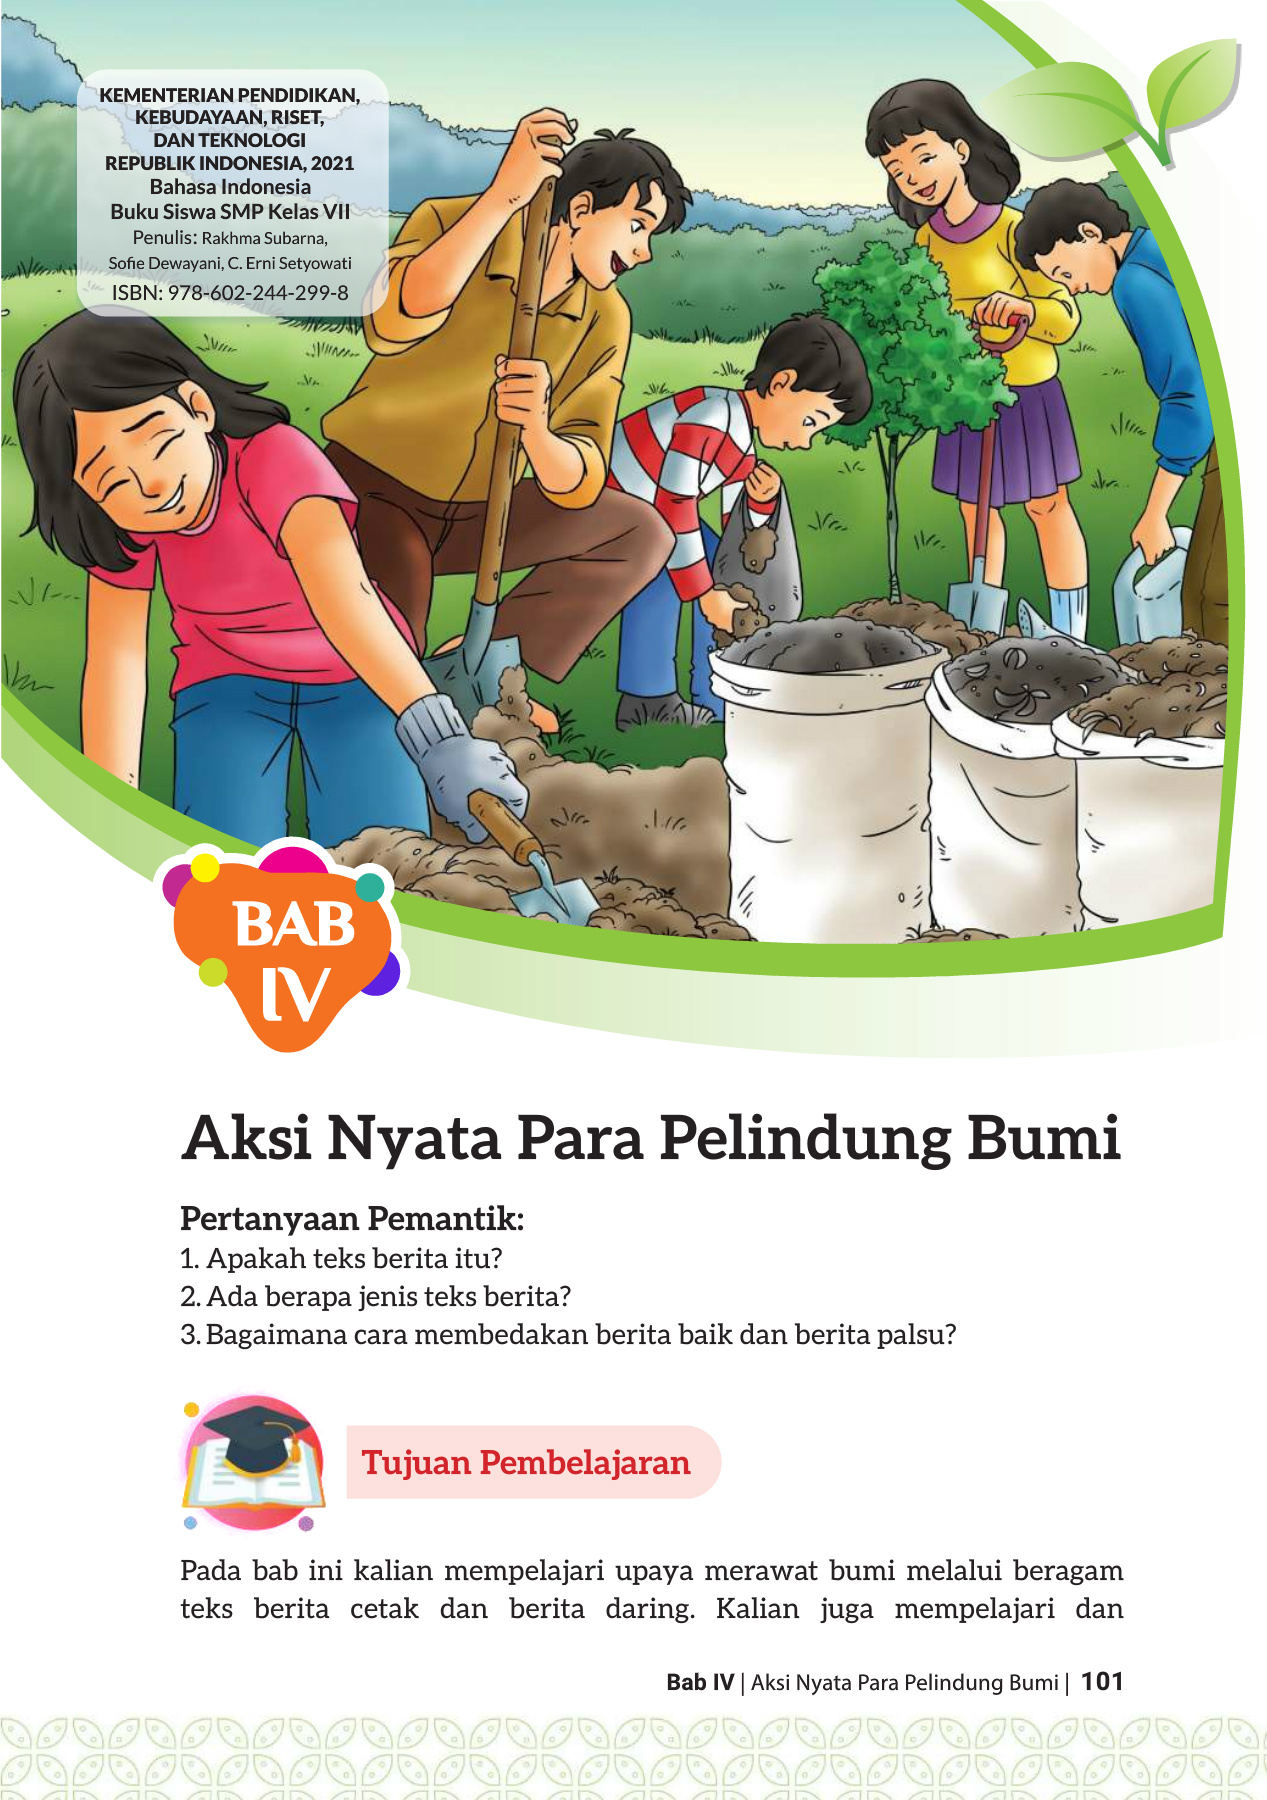 KEMENTERIAN PENDIDIKAN,
KEBUDAYAAN, RISET,
DAN TEKNOLOGI
REPUBLIK INDONESIA, 2021
Bahasa Indonesia
Buku Siswa SMP Kelas VII
Penulis: Rakhma Subarna,
Sofie Dewayani, C. Erni Setyowati
ISBN: 978-602-244-299-8
BAB
IV
Aksi Nyata Para Pelindung Bumi
Pertanyaan Pemantik:
1. Apakah teks berita itu?
2. Ada berapa jenis teks berita?
3. Bagaimana cara membedakan berita baik dan berita palsu?
Tujuan Pembelajaran
Pada bab ini kalian mempelajari upaya merawat bumi melalui beragam
teks berita cetak dan berita daring. Kalian juga mempelajari dan
Bab IV | Aksi Nyata Para Pelindung Bumi | 101